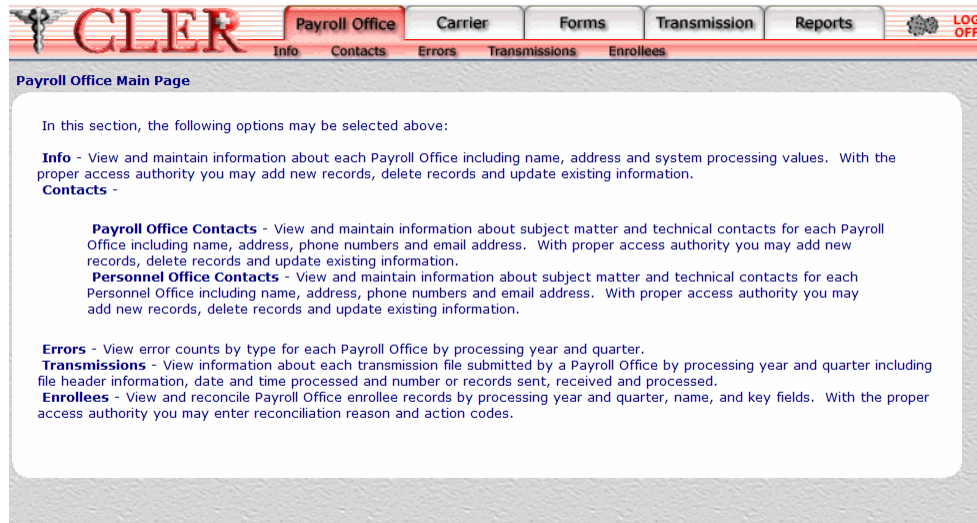 CLER
Payroll Office Carrier Forms Transmission Reports LOG
OFF
Info Contacts Errors Transmissions Enrollees
Payroll Office Main Page
In this section, the following options may be selected above:
Info - View and maintain information about each Payroll Office including name, address and system processing values. With the
proper access authority you may add new records, delete records and update existing information.
Contacts -
Payroll Office Contacts - View and maintain information about subject matter and technical contacts for each Payroll
Office including name, address, phone numbers and email address. With proper access authority you may add new
records, delete records and update existing information.
Personnel Office Contacts - View and maintain information about subject matter and technical contacts for each
Personnel Office including name, address, phone numbers and email address. With proper access authority you may
add new records, delete records and update existing information.
Errors - View error counts by type for each Payroll Office by processing year and quarter.
Transmissions - View information about each transmission file submitted by a Payroll Office by processing year and quarter including
file header information, date and time processed and number or records sent, received and processed.
Enrollees - View and reconcile Payroll Office enrollee records by processing year and quarter, name, and key fields. With the proper
access authority you may enter reconciliation reason and action codes.